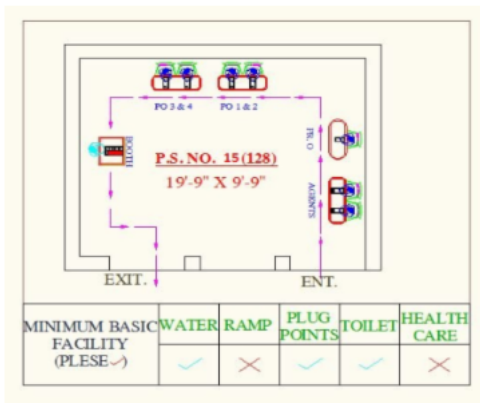 PO 3 & 4
PO 1 & 2
PR. O
BOOTH
P.S. NO. 15 (128)
19'-9" X 9'-9"
AGENTS
EXIT.
ENT.
MINIMUM BASIC
FACILITY
(PLESE✓)
WATER
RAMP
PLUG
POINTS
TOILET
HEALTH
CARE
✓ ✗ ✓ ✓ ✗